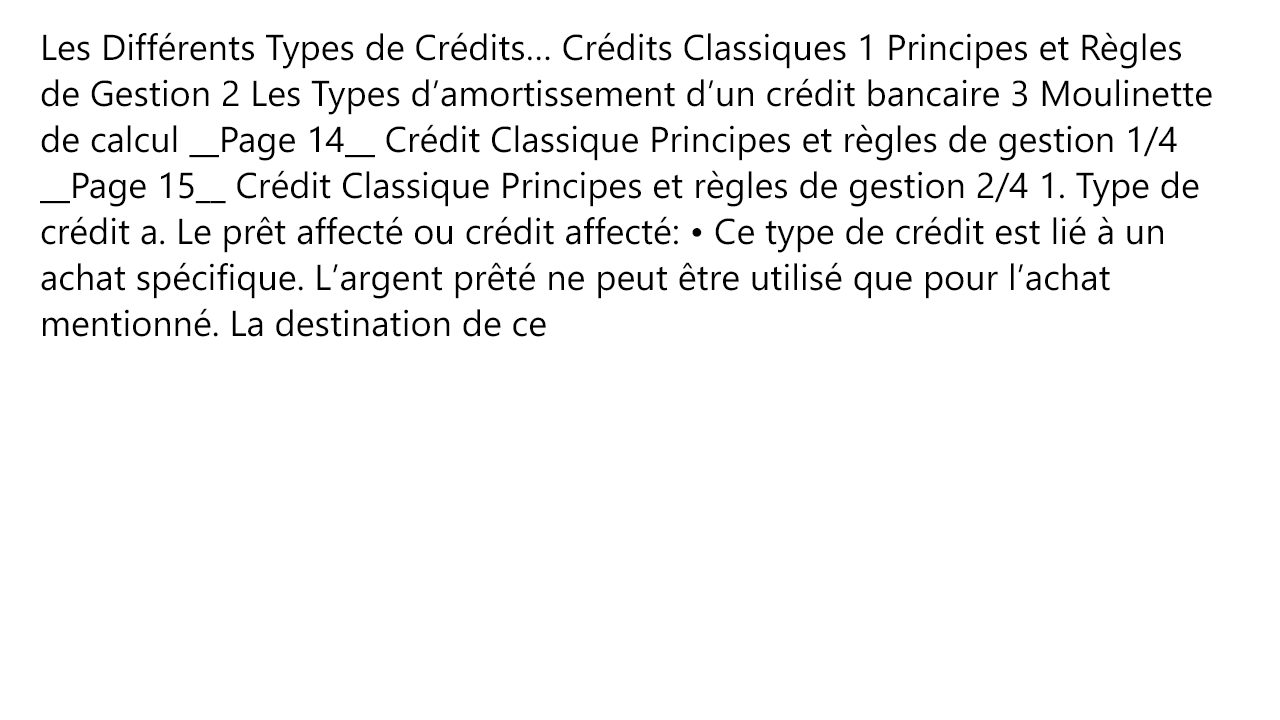 Les Différents Types de Crédits... Crédits Classiques 1 Principes et Règles
de Gestion 2 Les Types d’amortissement d’un crédit bancaire 3 Moulinette
de calcul __Page 14__ Crédit Classique Principes et règles de gestion 1/4
__Page 15__ Crédit Classique Principes et règles de gestion 2/4 1. Type de
crédit a. Le prêt affecté ou crédit affecté: • Ce type de crédit est lié à un
achat spécifique. L’argent prêté ne peut être utilisé que pour l’achat
mentionné. La destination de ce